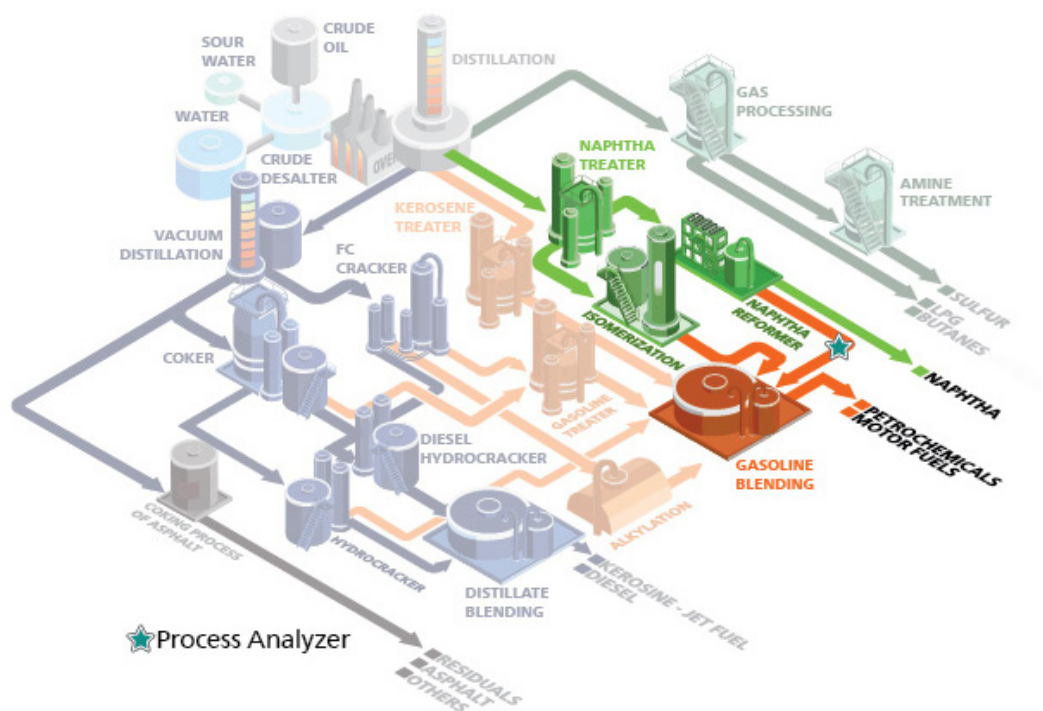 CRUDE
OIL
SOUR
WATER
DISTILLATION
WATER
CRUDE
DESALTER
OVEN
GAS
PROCESSING
NAPHTHA
TREATER
AMINE
TREATMENT
KEROSENE
TREATER
VACUUM
DISTILLATION
FC
CRACKER
ISOMERIZATION
NAPHTHA
REFORMER
SULFUR
LPG
BUTANES
COKER
NAPHTHA
PETROCHEMICALS
MOTOR FUELS
GASOLINE
TREATER
DIESEL
HYDROCRACKER
GASOLINE
BLENDING
COKING PROCESS
OF ASPHALT
HYDROCRACKER
ALKYLATION
DISTILLATE
BLENDING
KEROSINE - JET FUEL
DIESEL
Process Analyzer
RESIDUALS
ASPHALT
OTHERS